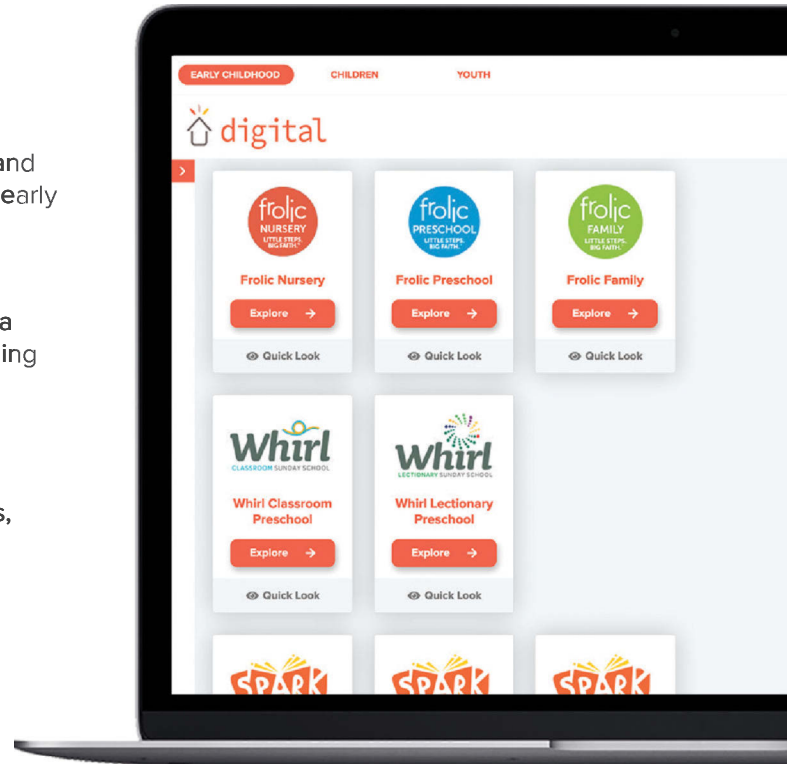 and
early
a
ing
s,
EARLY CHILDHOOD
CHILDREN
YOUTH
digital
frolic
NURSERY
LITTLE STEPS.
BIG FAITH.™
Frolic Nursery
Explore
Quick Look
frolic
PRESCHOOL
LITTLE STEPS.
BIG FAITH.
Frolic Preschool
Explore
Quick Look
frolic
FAMILY
LITTLE STEPS.
BIG FAITH.
Frolic Family
Explore
Quick Look
Whirl
CLASSROOM SUNDAY SCHOOL
Whirl Classroom
Preschool
Explore
Quick Look
Whirl
LECTIONARY SUNDAY SCHOOL
Whirl Lectionary
Preschool
Explore
Quick Look
SPARK
SPARK
SPARK